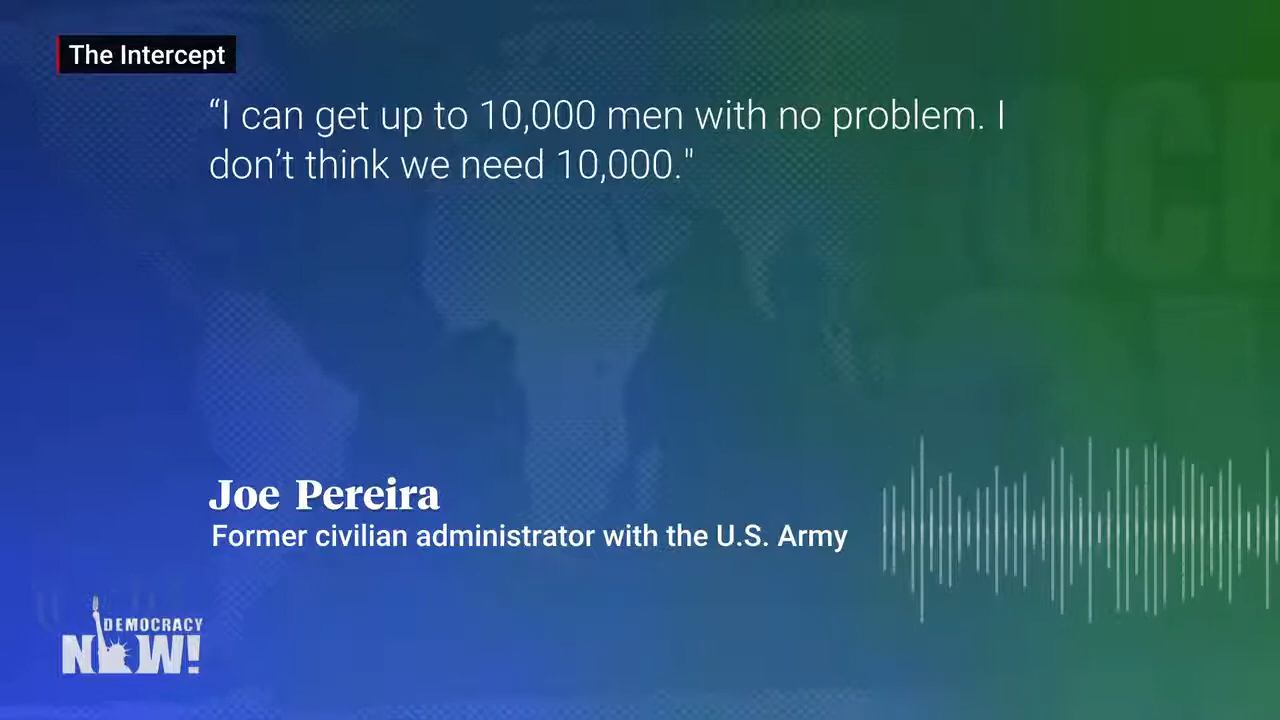 The Intercept
“I can get up to 10,000 men with no problem. I
don’t think we need 10,000."
Joe Pereira
Former civilian administrator with the U.S. Army
DEMOCRACY
NOW!